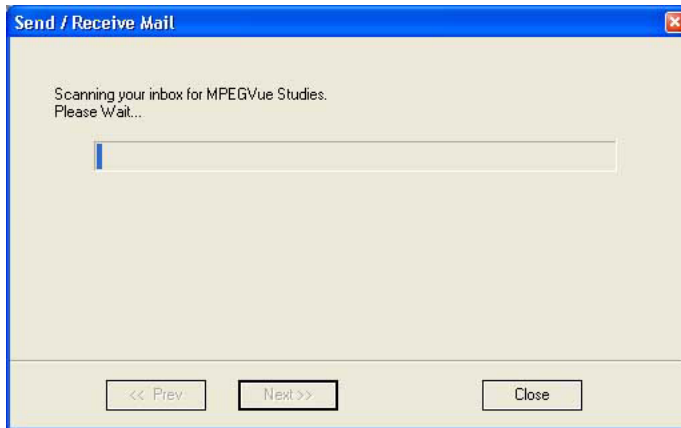 Send / Receive Mail
Scanning your inbox for MPEGVue Studies.
Please Wait...
<< Prev
Next >>
Close